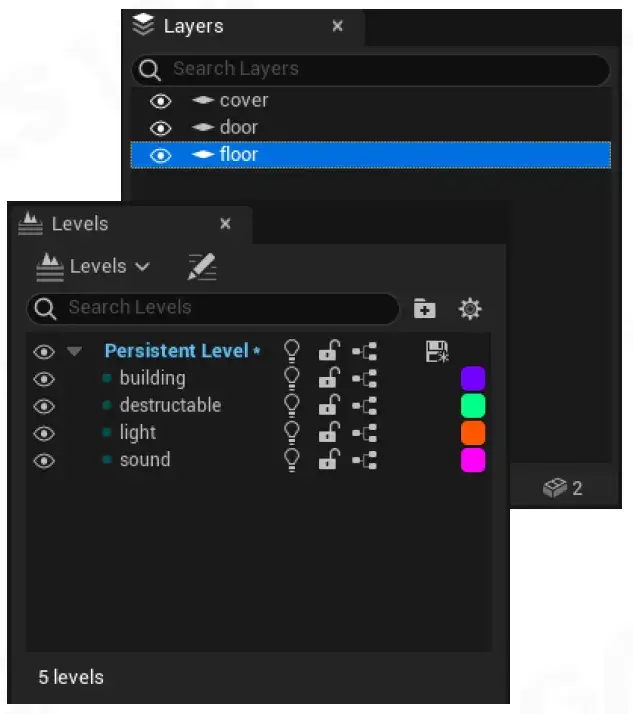 Layers
Search Layers
cover
door
floor
Levels
Levels
Search Levels
Persistent Level *
building
destructable
light
sound
2
5 levels